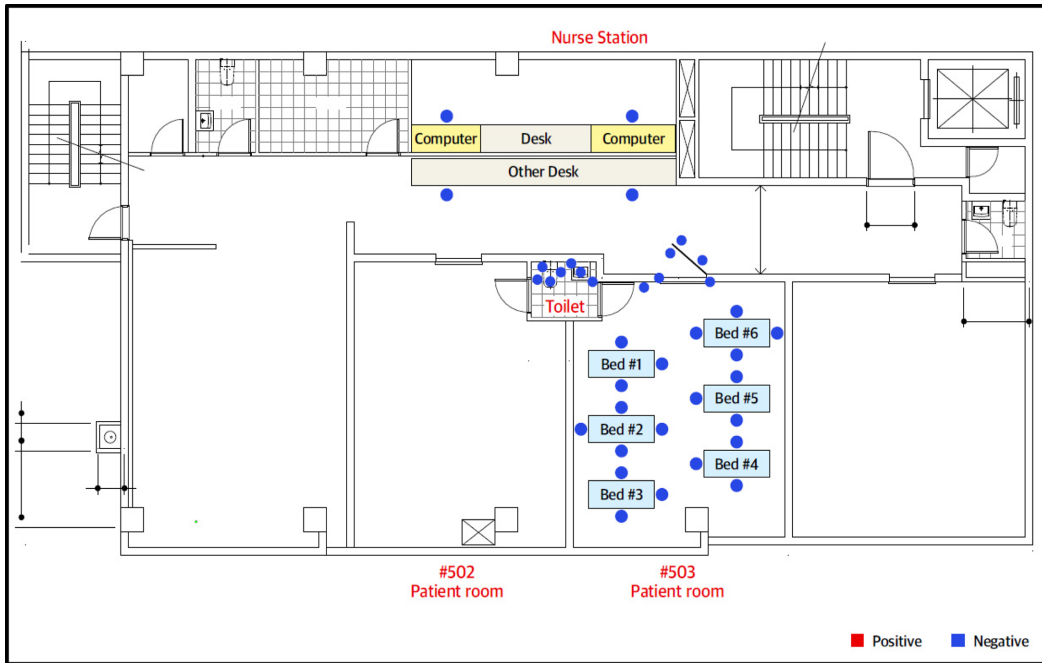 Nurse Station
Computer
Desk
Computer
Other Desk
Toilet
Bed #6
Bed #1
Bed #5
Bed #2
Bed #4
Bed #3
#502
Patient room
#503
Patient room
Positive
Negative